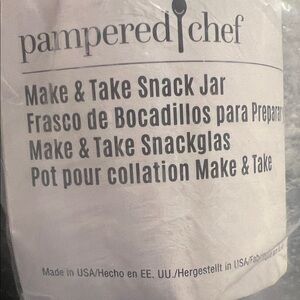 pampered chef
Make & Take Snack Jar
Frasco de Bocadillos para Preparar
Make & Take Snackglas
Pot pour collation Make & Take
Made in USA/Hecho en EE. UU./Hergestellt in USA/